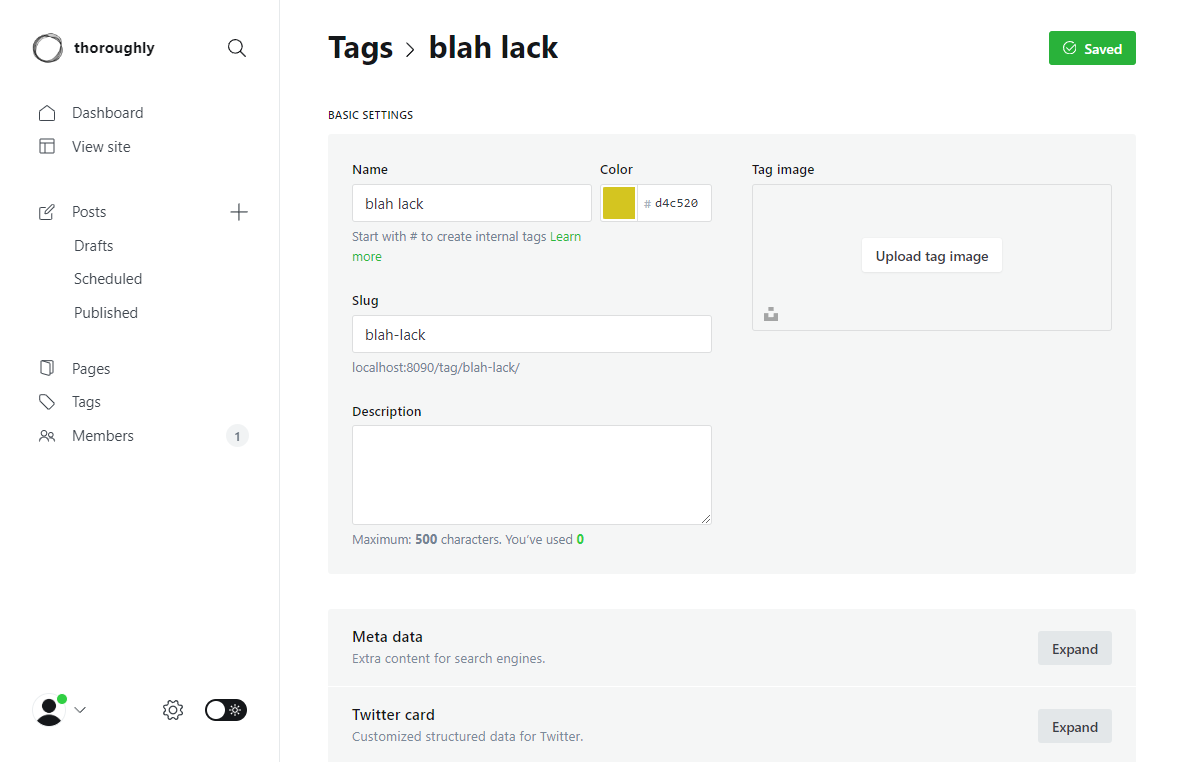 thoroughly
Dashboard
View site
Posts
Drafts
Scheduled
Published
Pages
Tags
Members 1
Tags > blah lack
Saved
BASIC SETTINGS
Name
blah lack
Color
# d4c520
Start with # to create internal tags Learn
more
Slug
blah-lack
localhost:8090/tag/blah-lack/
Description
Maximum: 500 characters. You've used 0
Tag image
Upload tag image
Meta data
Extra content for search engines.
Expand
Twitter card
Customized structured data for Twitter.
Expand